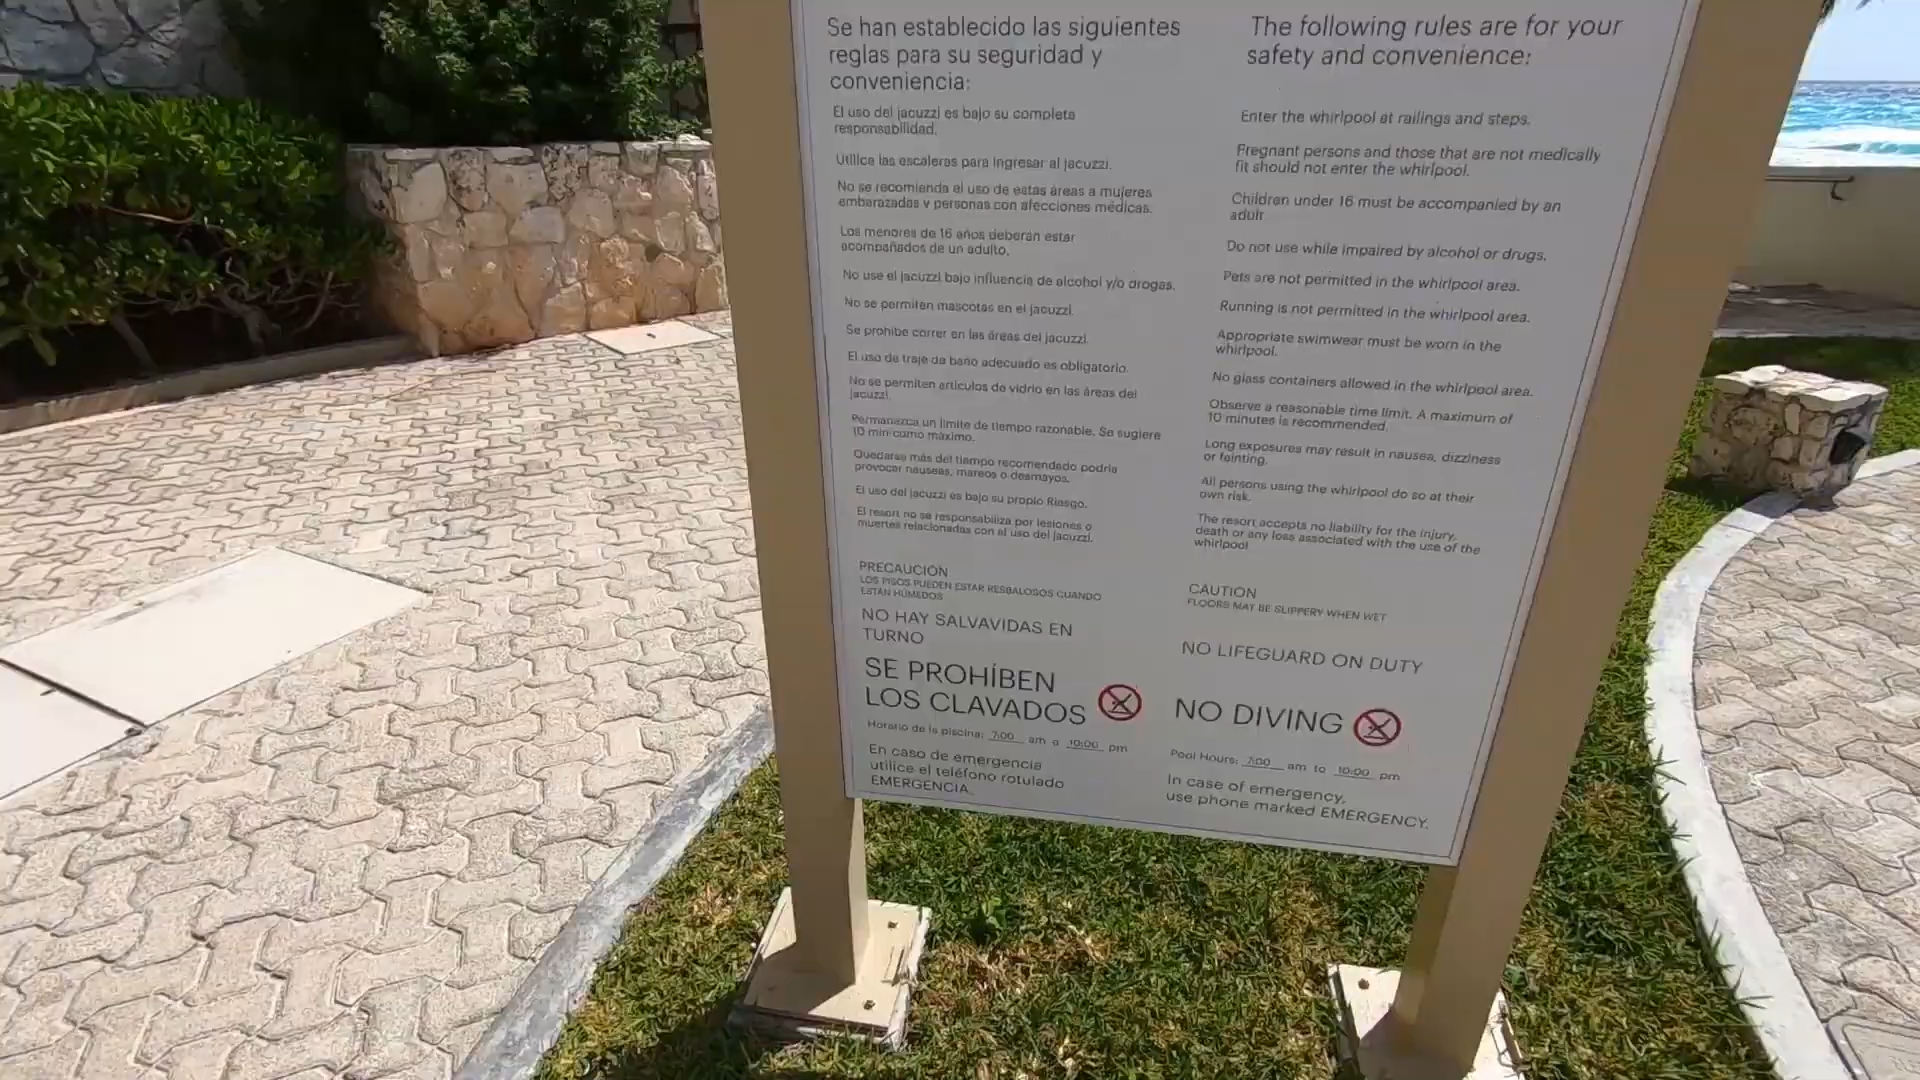 Se han establecido las siguientes
reglas para su seguridad y
conveniencia:
El uso del jacuzzi es bajo su completa
responsabilidad.
Utilice las escaleras para ingresar al jacuzzi.
No se recomienda el uso de estas áreas a mujeres
embarazadas y personas con afecciones médicas.
Los menores de 16 años deberán estar
acompañados de un adulto.
No use el jacuzzi bajo influencia de alcohol y/o drogas.
No se permiten mascotas en el jacuzzi.
Se prohíbe correr en las áreas del jacuzzi.
El uso de traje de baño adecuado es obligatorio.
No se permiten artículos de vidrio en las áreas del
jacuzzi.
Permanezca un límite de tiempo razonable. Se sugiere
10 min como máximo.
Quedarse más del tiempo recomendado podría
provocar náuseas, mareos o desmayos.
El uso del jacuzzi es bajo su propio Riesgo.
El resort no se responsabiliza por lesiones o
muertes relacionadas con el uso del jacuzzi.
PRECAUCIÓN
LOS PISOS PUEDEN ESTAR RESBALOSOS CUANDO
ESTÁN HÚMEDOS
NO HAY SALVAVIDAS EN
TURNO
SE PROHÍBEN
LOS CLAVADOS
Horario de la piscina: 7:00 am a 10:00 pm
En caso de emergencia
utilice el teléfono rotulado
EMERGENCIA.
The following rules are for your
safety and convenience:
Enter the whirlpool at railings and steps.
Pregnant persons and those that are not medically
fit should not enter the whirlpool.
Children under 16 must be accompanied by an
adult
Do not use while impaired by alcohol or drugs.
Pets are not permitted in the whirlpool area.
Running is not permitted in the whirlpool area.
Appropriate swimwear must be worn in the
whirlpool.
No glass containers allowed in the whirlpool area.
Observe a reasonable time limit. A maximum of
10 minutes is recommended.
Long exposures may result in nausea, dizziness
or fainting.
All persons using the whirlpool do so at their
own risk.
The resort accepts no liability for the injury,
death or any loss associated with the use of the
whirlpool
CAUTION
FLOORS MAY BE SLIPPERY WHEN WET
NO LIFEGUARD ON DUTY
NO DIVING
Pool Hours: 7:00 am to 10:00 pm
In case of emergency,
use phone marked EMERGENCY.